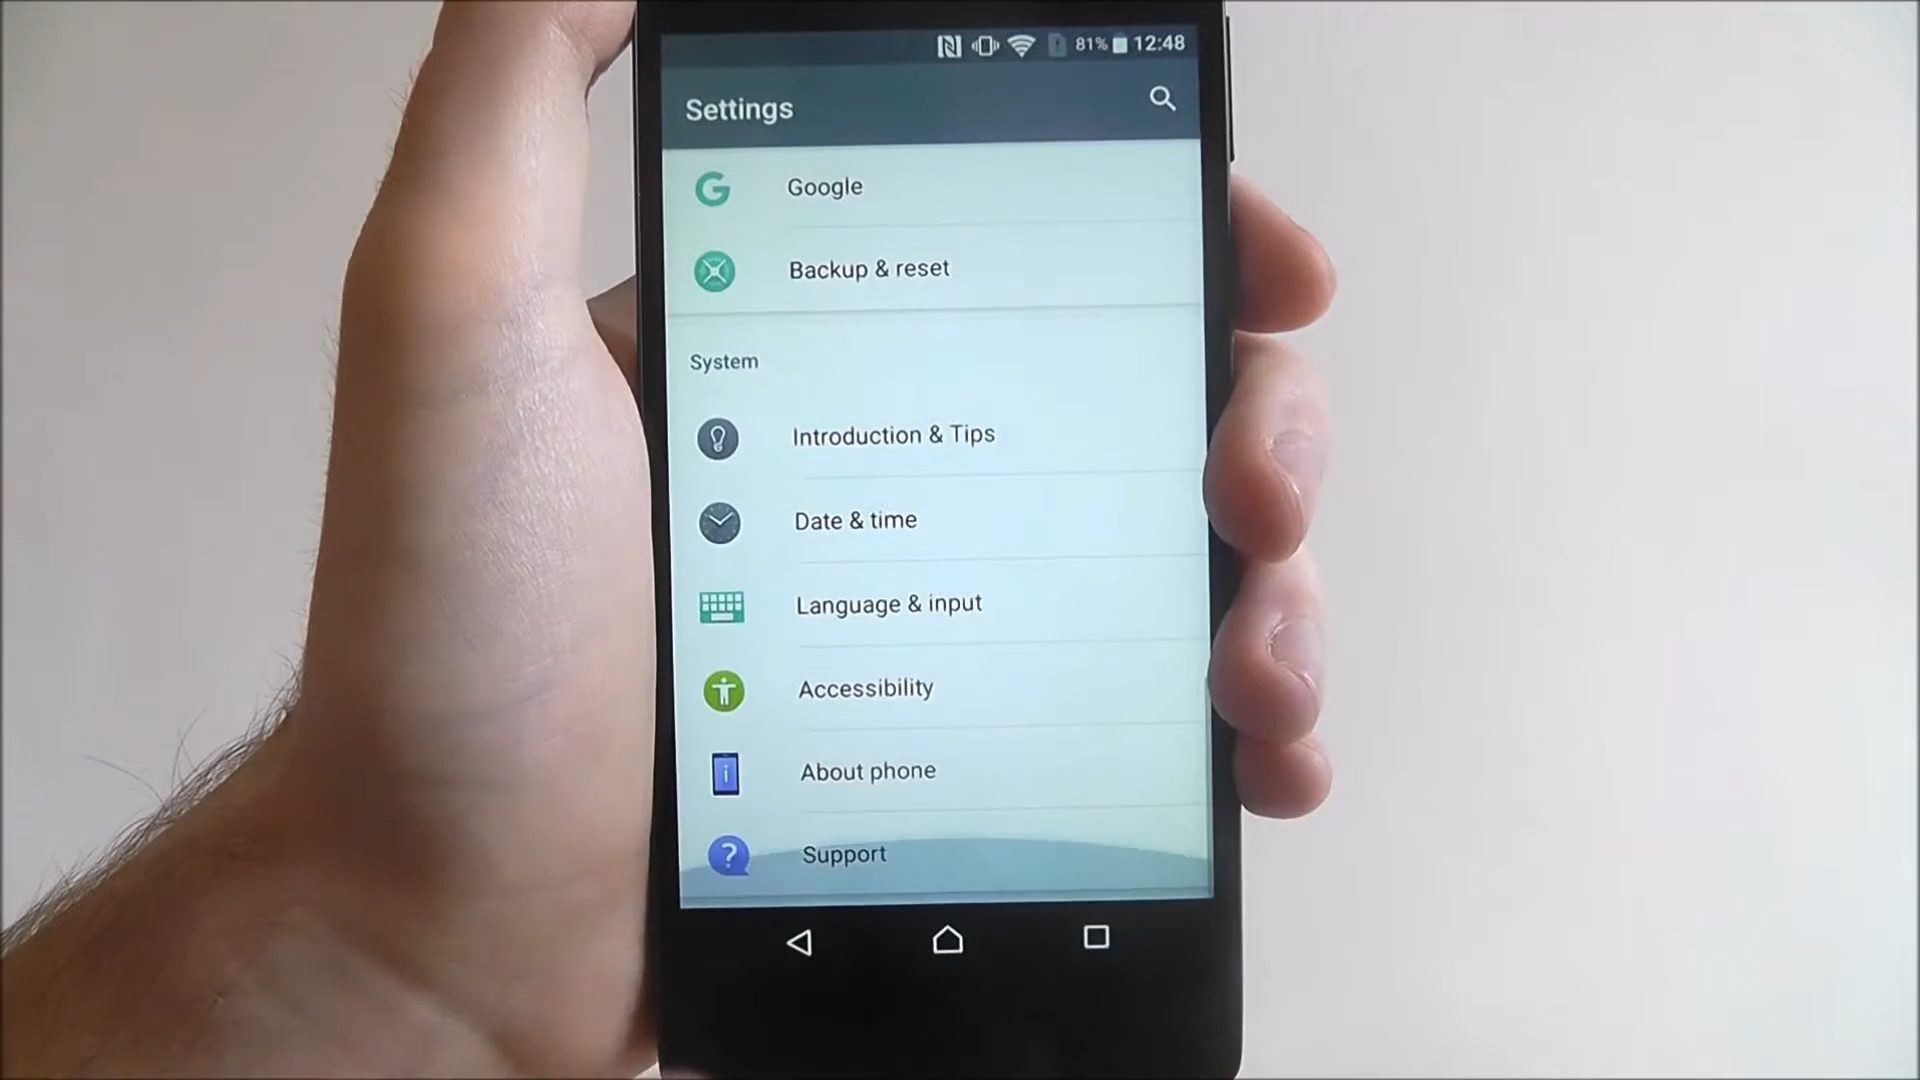 81% 12:48
Settings
Google
Backup & reset
System
Introduction & Tips
Date & time
Language & input
Accessibility
About phone
Support